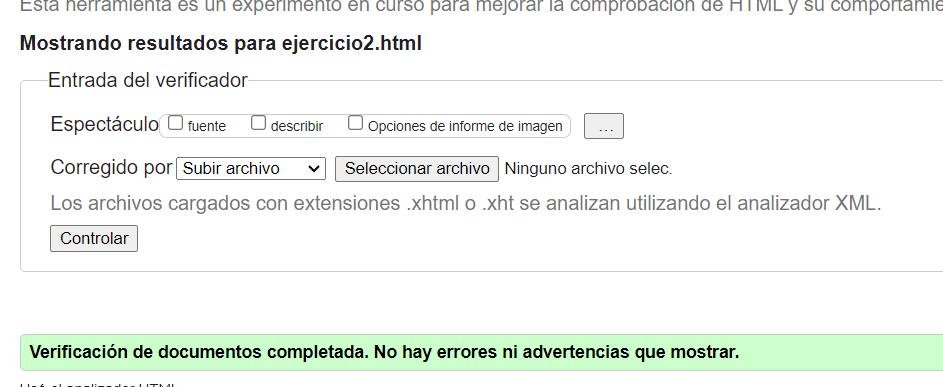 Esta herramienta es un experimento en curso para mejorar la comprobación de HTML y su comportamie
Mostrando resultados para ejercicio2.html
Entrada del verificador
Espectáculo fuente describir Opciones de informe de imagen ...
Corregido por Subir archivo Seleccionar archivo Ninguno archivo selec.
Los archivos cargados con extensiones .xhtml o .xht se analizan utilizando el analizador XML.
Controlar
Verificación de documentos completada. No hay errores ni advertencias que mostrar.
el analizador HTML